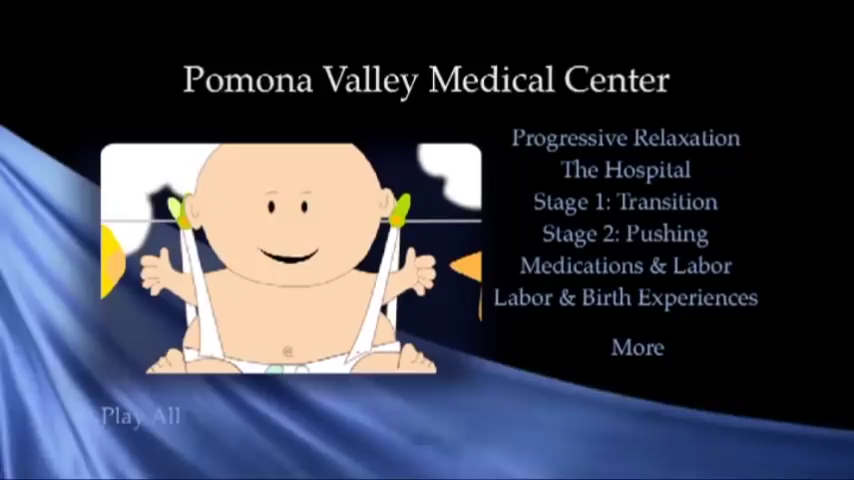 Pomona Valley Medical Center
Progressive Relaxation
The Hospital
Stage 1: Transition
Stage 2: Pushing
Medications & Labor
Labor & Birth Experiences
More
Play All